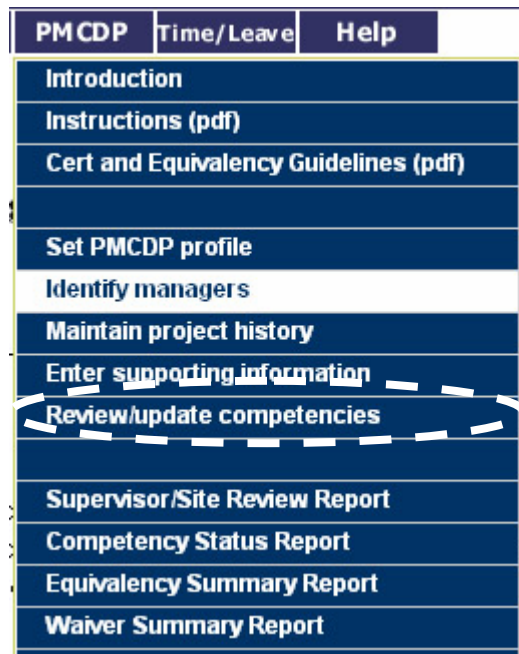 PMCDP Time/Leave Help
Introduction
Instructions (pdf)
Cert and Equivalency Guidelines (pdf)
Set PMCDP profile
Identify managers
Maintain project history
Enter supporting information
Review/update competencies
Supervisor/Site Review Report
Competency Status Report
Equivalency Summary Report
Waiver Summary Report